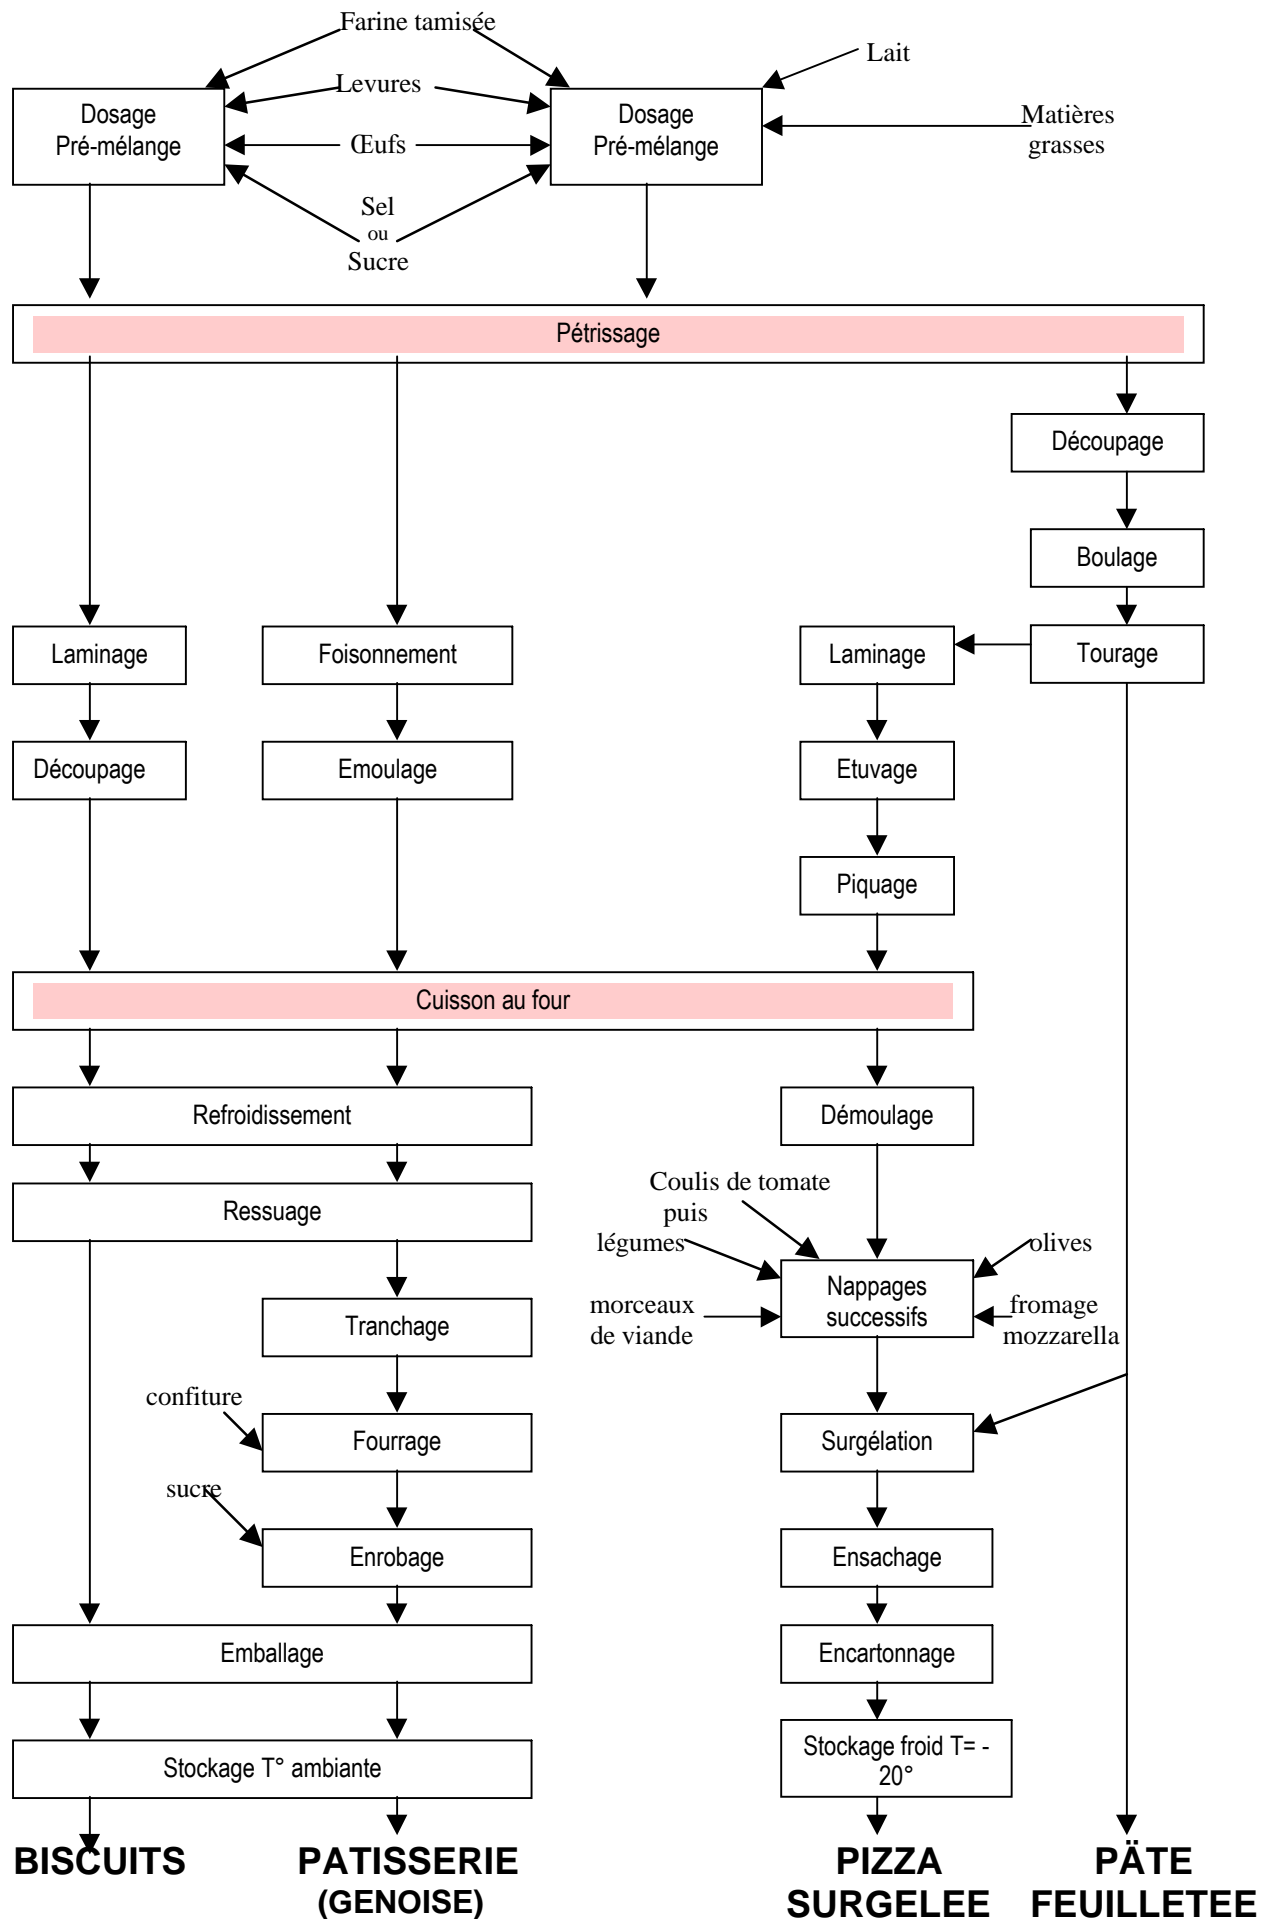 Farine tamisée
Lait
Levures
Dosage
Pré-mélange
Œufs
Dosage
Pré-mélange
Matières
grasses
Sel
ou
Sucre
Pétrissage
Découpage
Boulage
Laminage
Foisonnement
Laminage
Tourage
Découpage
Emoulage
Etuvage
Piquage
Cuisson au four
Refroidissement
Démoulage
Ressuage
Coulis de tomate
puis
légumes
olives
Nappages
successifs
morceaux
de viande
fromage
mozzarella
Tranchage
confiture
Fourrage
Surgélation
sucre
Enrobage
Ensachage
Emballage
Encartonnage
Stockage T° ambiante
Stockage froid T= -
20°
BISCUITS
PATISSERIE
(GENOISE)
PIZZA
SURGELEE
PÄTE
FEUILLETEE